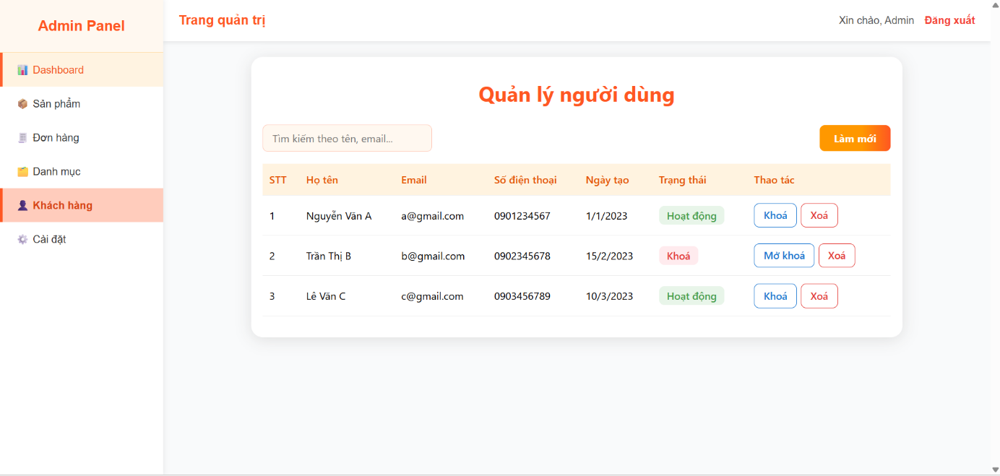 Admin Panel
Trang quản trị
Xin chào, Admin Đăng xuất
Dashboard
Sản phẩm
Đơn hàng
Danh mục
Khách hàng
Cài đặt
Quản lý người dùng
Tìm kiếm theo tên, email...
Làm mới
STT Họ tên Email Số điện thoại Ngày tạo Trạng thái Thao tác
1 Nguyễn Văn A a@gmail.com 0901234567 1/1/2023 Hoạt động Khoá Xoá
2 Trần Thị B b@gmail.com 0902345678 15/2/2023 Khoá Mở khoá Xoá
3 Lê Văn C c@gmail.com 0903456789 10/3/2023 Hoạt động Khoá Xoá